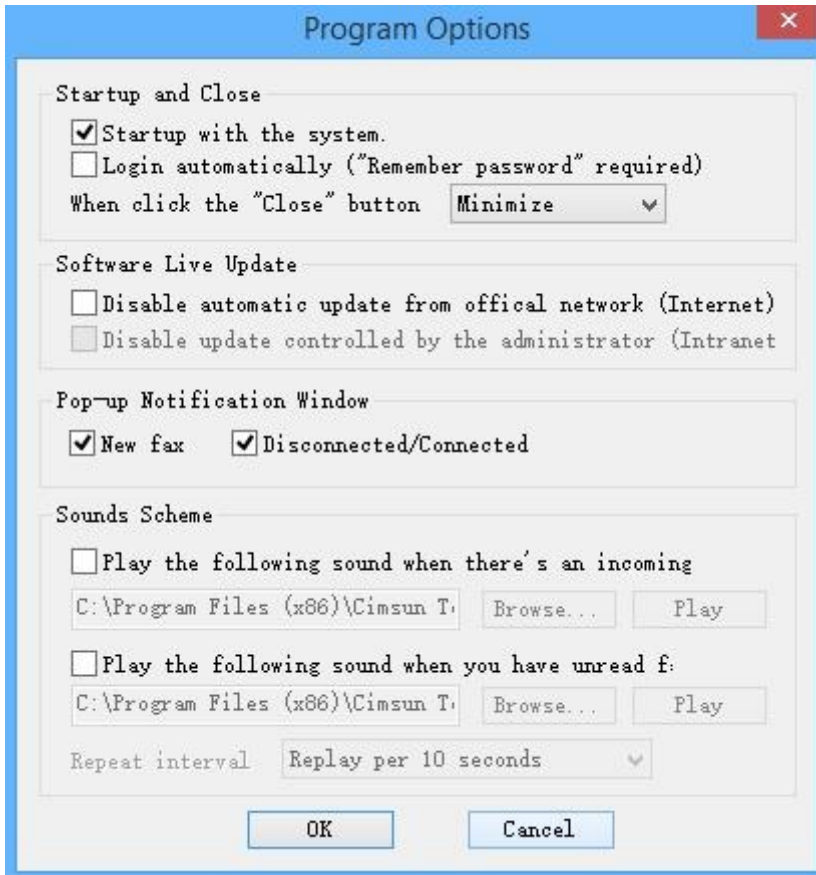 Program Options
Startup and Close
Startup with the system.
Login automatically ("Remember password" required)
When click the "Close" button Minimize
Software Live Update
Disable automatic update from offical network (Internet)
Disable update controlled by the administrator (Intranet
Pop-up Notification Window
New fax Disconnected/Connected
Sounds Scheme
Play the following sound when there's an incoming
C:\Program Files (x86)\Cimsun T Browse... Play
Play the following sound when you have unread f
C:\Program Files (x86)\Cimsun T Browse... Play
Repeat interval Replay per 10 seconds
OK Cancel